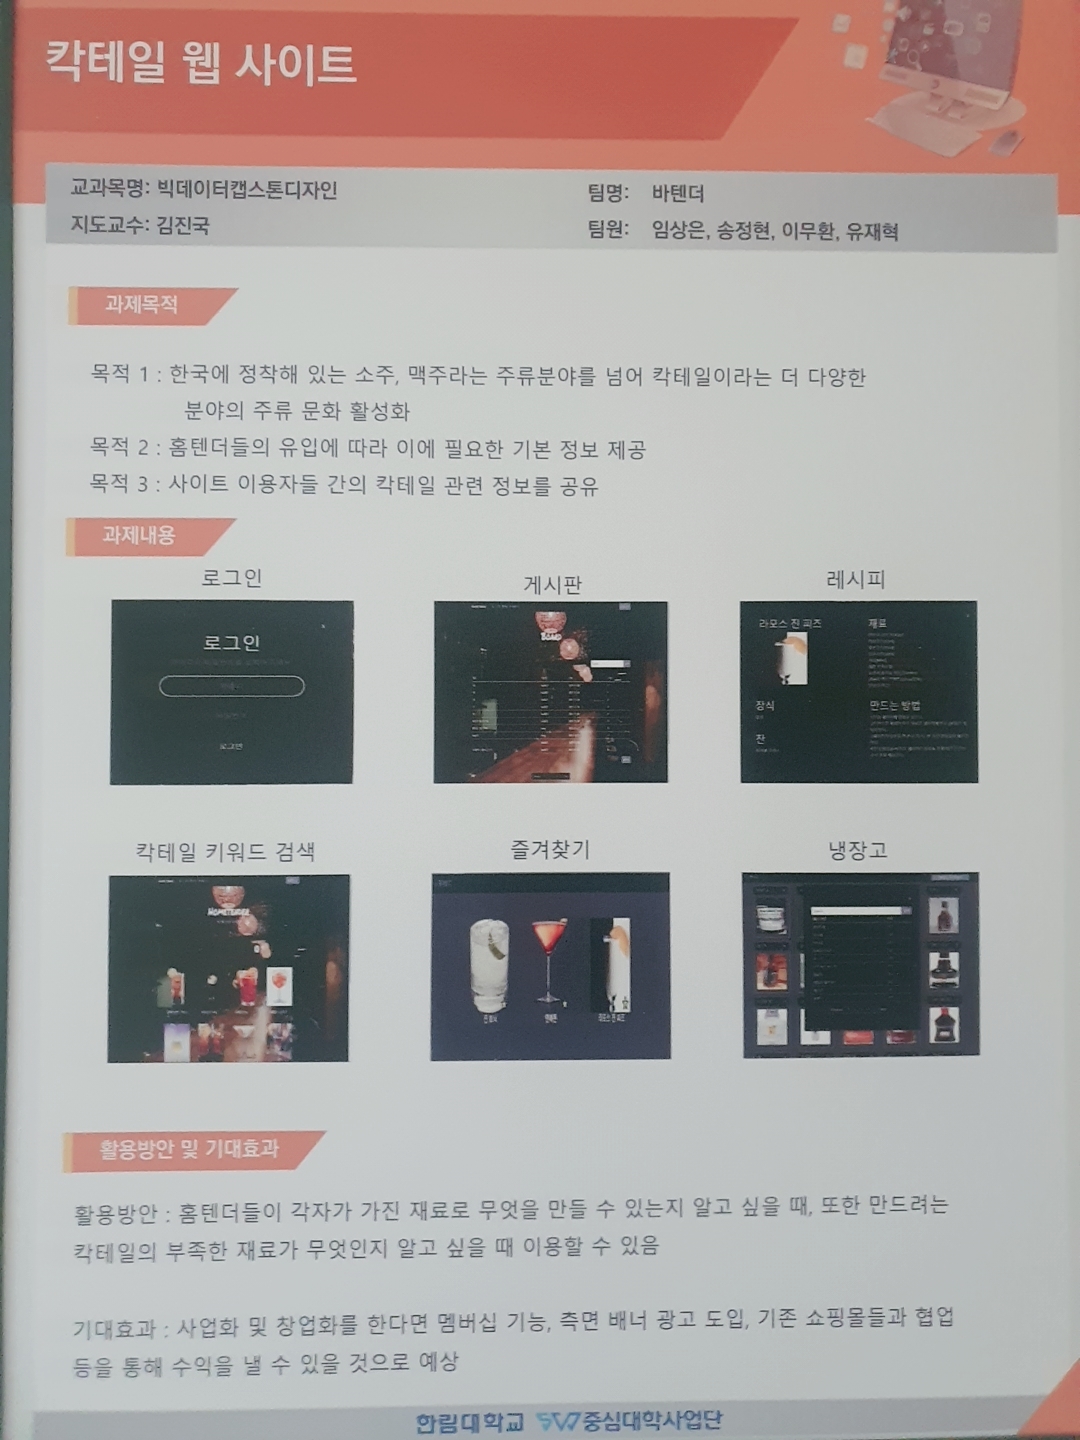 칵테일 웹 사이트
교과목명: 빅데이터캡스톤디자인
팀명: 바텐더
지도교수: 김진국
팀원: 임상은, 송정현, 이무환, 유재혁
과제목적
목적 1 : 한국에 정착해 있는 소주, 맥주라는 주류분야를 넘어 칵테일이라는 더 다양한
분야의 주류 문화 활성화
목적 2 : 홈텐더들의 유입에 따라 이에 필요한 기본 정보 제공
목적 3 : 사이트 이용자들 간의 칵테일 관련 정보를 공유
과제내용
로그인
게시판
레시피
로그인
로그인
BOARD
라모스 진 피즈
재료
장식
만드는 방법
잔
칵테일 키워드 검색
즐겨찾기
냉장고
HOMETENDER
라모스 진 피즈
활용방안 및 기대효과
활용방안 : 홈텐더들이 각자가 가진 재료로 무엇을 만들 수 있는지 알고 싶을 때, 또한 만드려는
칵테일의 부족한 재료가 무엇인지 알고 싶을 때 이용할 수 있음
기대효과 : 사업화 및 창업화를 한다면 멤버십 기능, 측면 배너 광고 도입, 기존 쇼핑몰들과 협업
등을 통해 수익을 낼 수 있을 것으로 예상
한림대학교 SW중심대학사업단